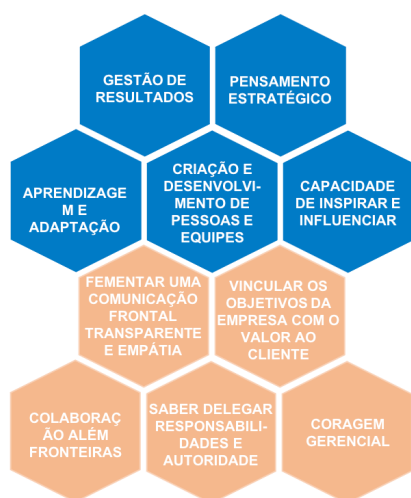 GESTÃO DE
RESULTADOS
PENSAMENTO
ESTRATÉGICO
APRENDIZAGE
M E
ADAPTAÇÃO
CRIAÇÃO E
DESENVOLVI-
MENTO DE
PESSOAS E
EQUIPES
CAPACIDADE
DE INSPIRAR E
INFLUENCIAR
FEMENTAR UMA
COMUNICAÇÃO
FRONTAL
TRANSPARENTE
E EMPÁTIA
VINCULAR OS
OBJETIVOS DA
EMPRESA COM O
VALOR AO
CLIENTE
COLABORAÇ
ÃO ALÉM
FRONTEIRAS
SABER DELEGAR
RESPONSABILI-
DADES E
AUTORIDADE
CORAGEM
GERENCIAL